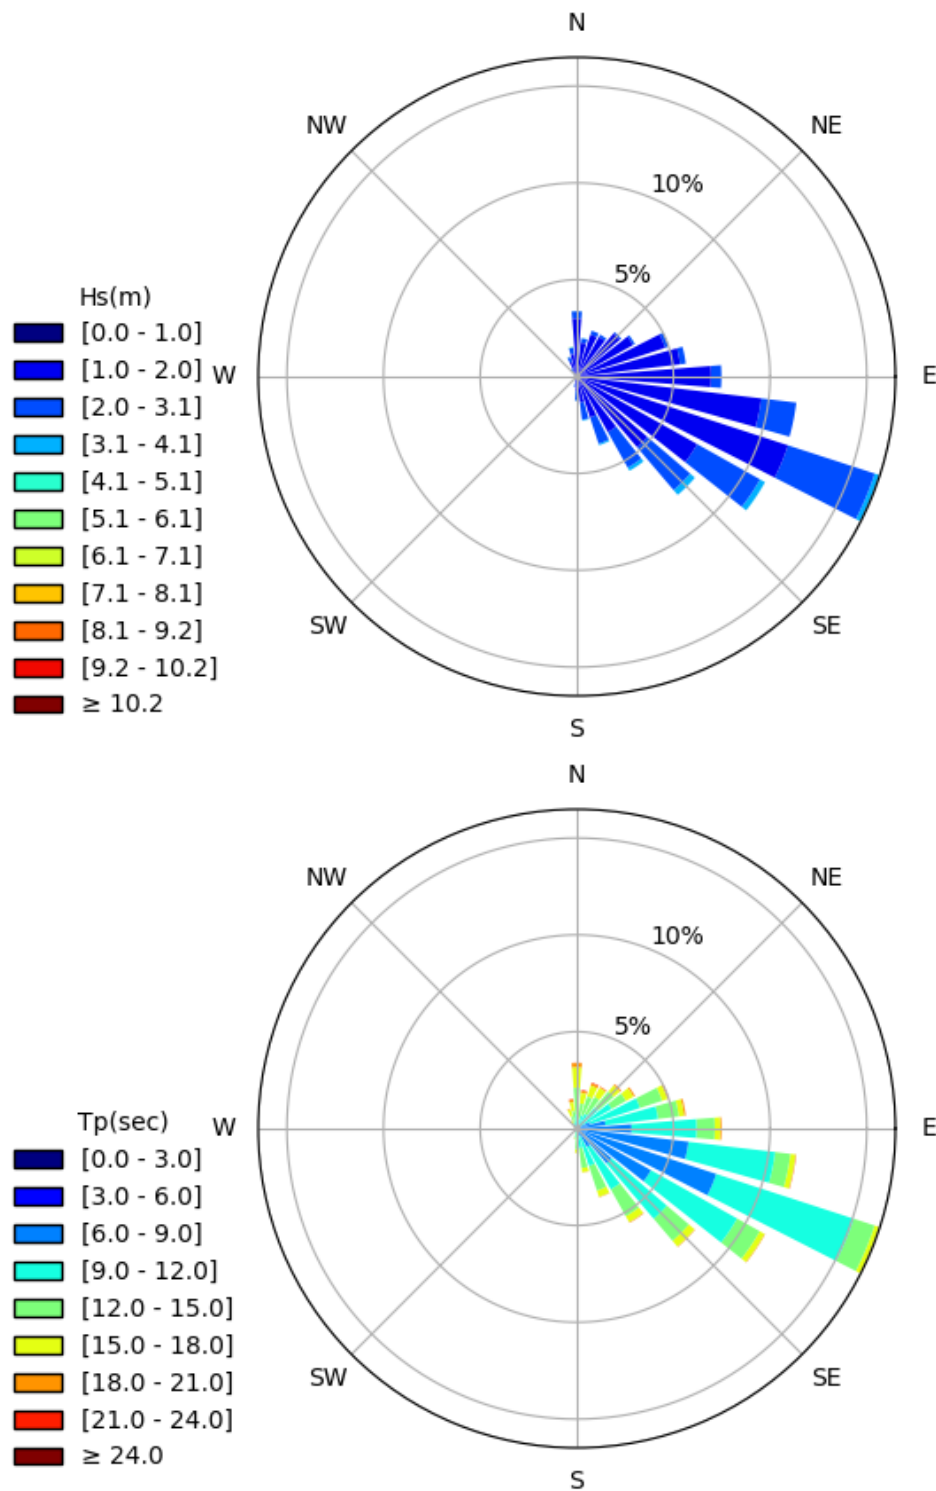 N
NW
NE
10%
5%
Hs(m)
[0.0 - 1.0]
[1.0 - 2.0]
W
E
[2.0 - 3.1]
[3.1 - 4.1]
[4.1 - 5.1]
[5.1 - 6.1]
[6.1 - 7.1]
[7.1 - 8.1]
[8.1 - 9.2]
[9.2 - 10.2]
≥ 10.2
SW
SE
S
N
NW
NE
10%
5%
Tp(sec)
W
E
[0.0 - 3.0]
[3.0 - 6.0]
[6.0 - 9.0]
[9.0 - 12.0]
[12.0 - 15.0]
[15.0 - 18.0]
[18.0 - 21.0]
[21.0 - 24.0]
≥ 24.0
SW
SE
S